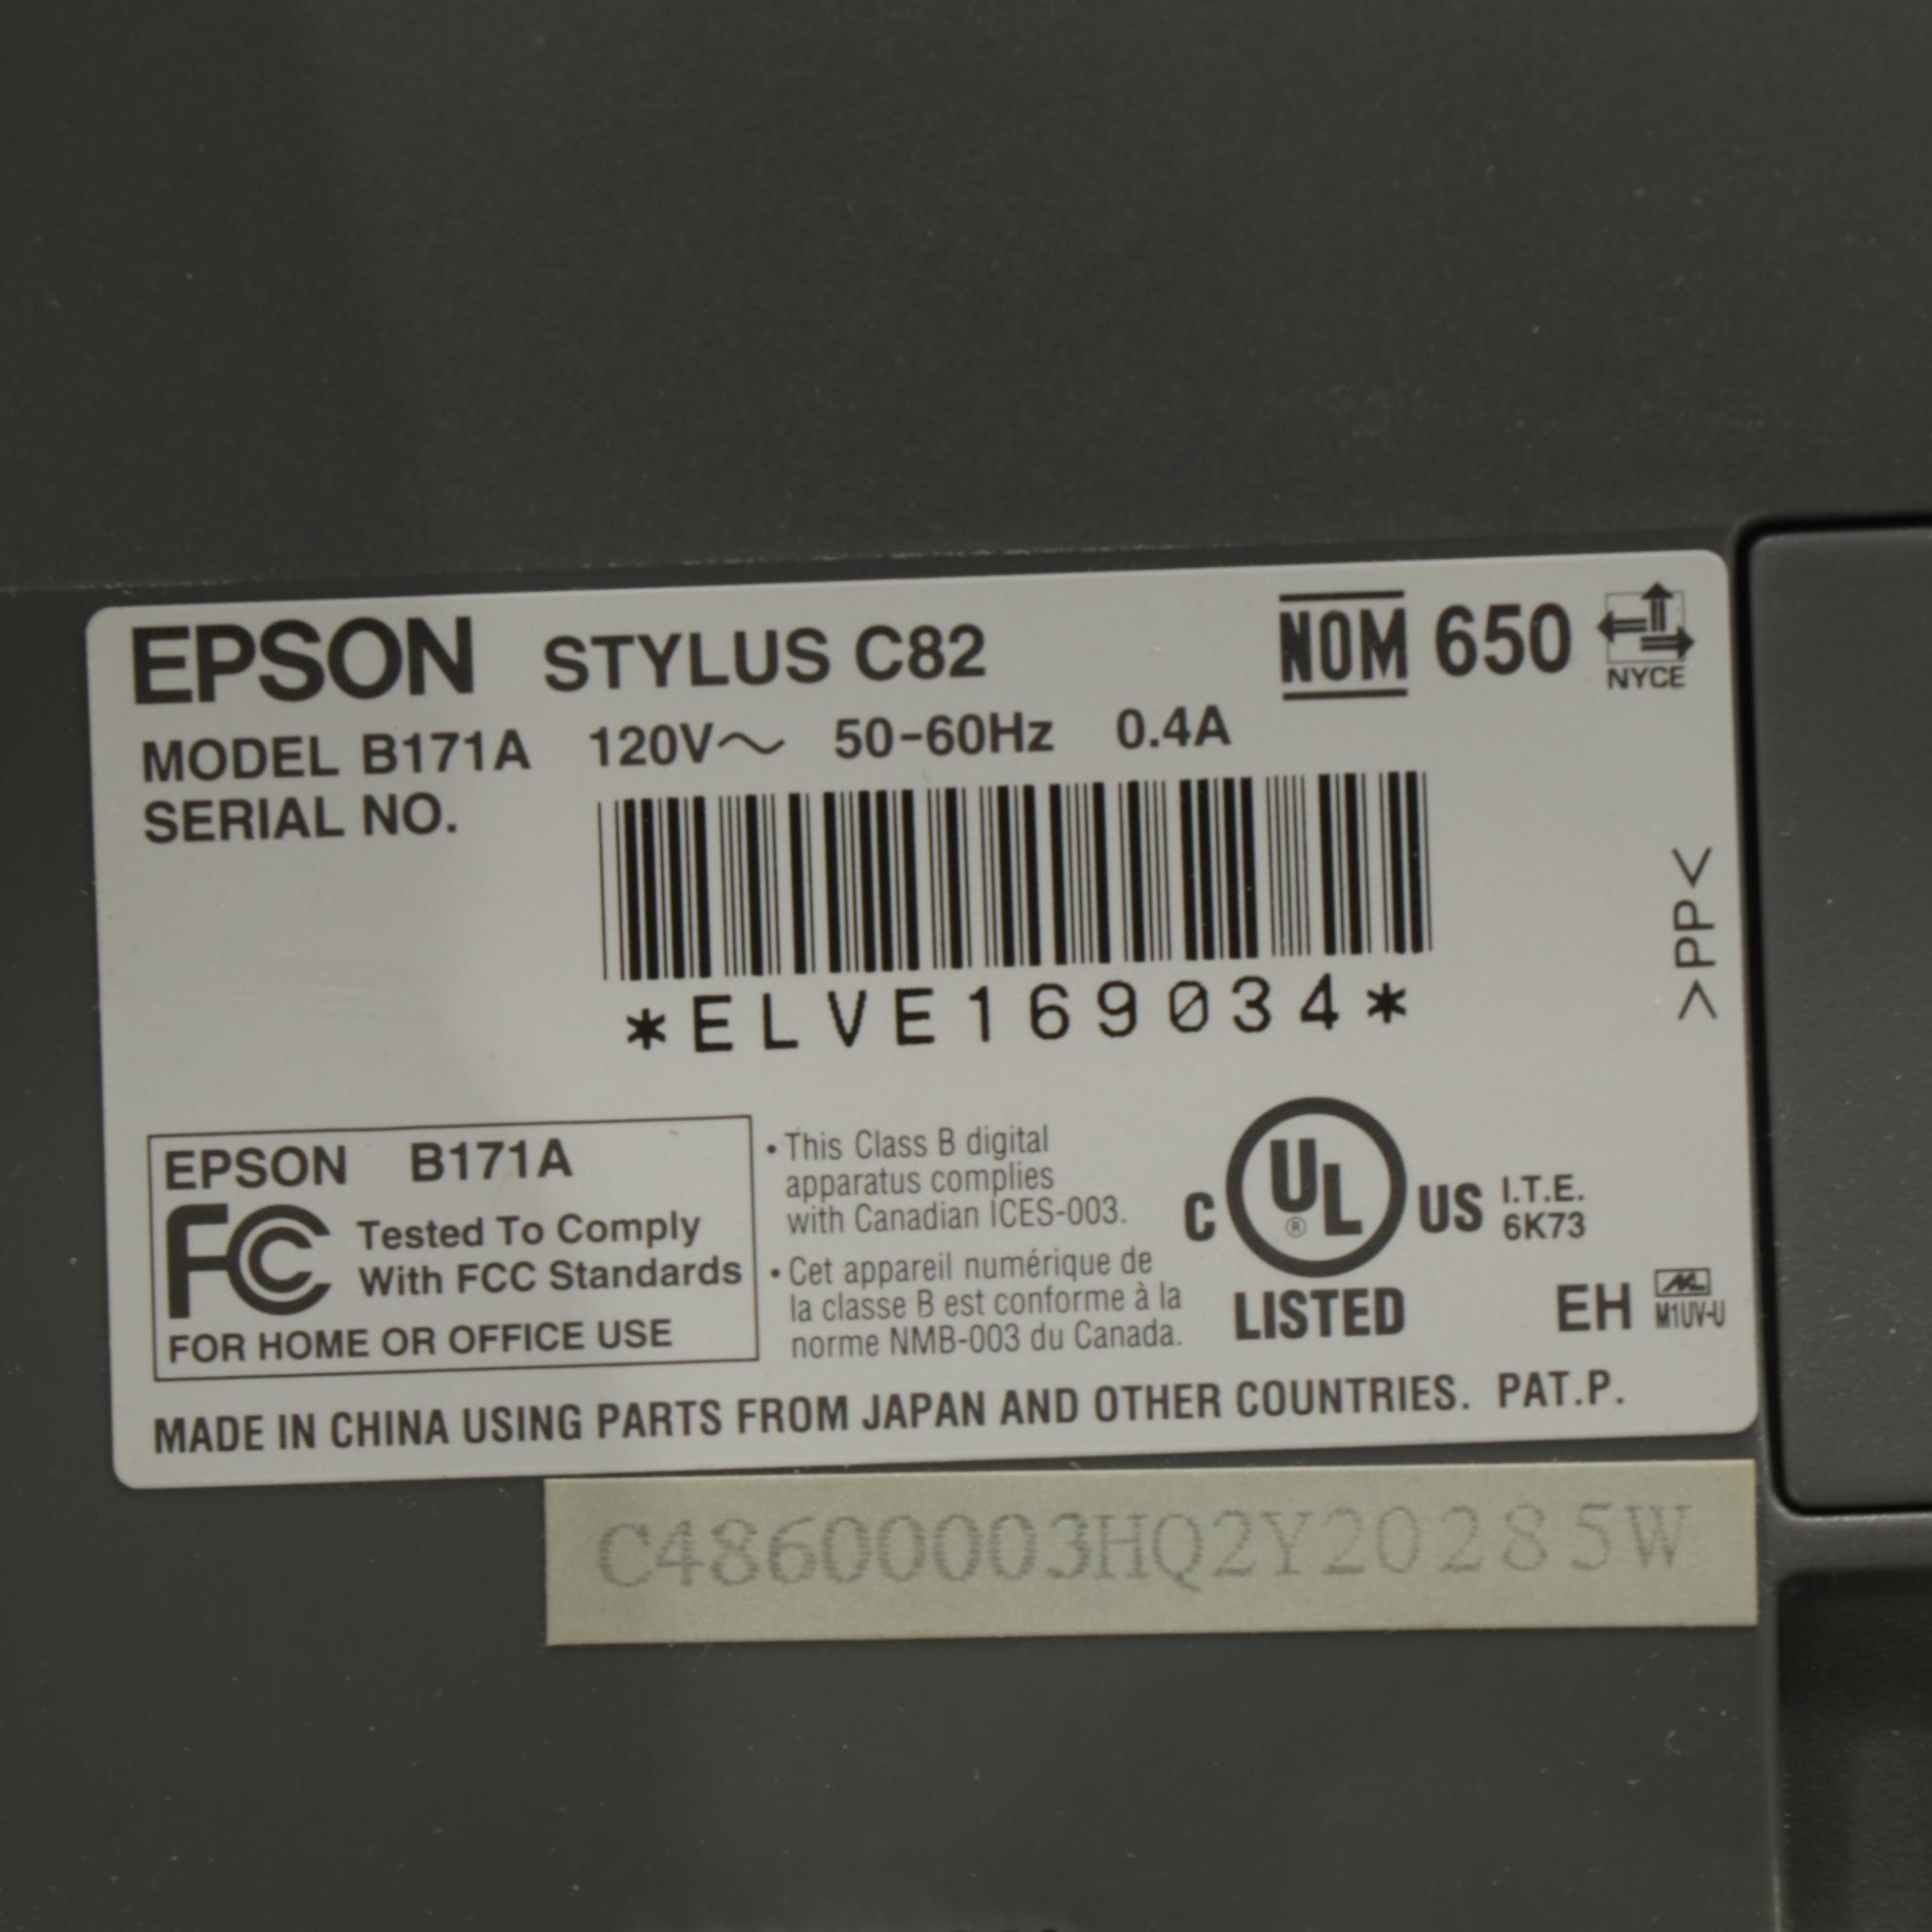 EPSON STYLUS C82 NOM 650
NYCE
MODEL B171A 120V～ 50-60Hz 0.4A
SERIAL NO.
*ELVE169034*
>PP<
EPSON B171A
FC Tested To Comply
With FCC Standards
FOR HOME OR OFFICE USE
• This Class B digital
apparatus complies
with Canadian ICES-003.
• Cet appareil numérique de
la classe B est conforme à la
norme NMB-003 du Canada.
C UL® US I.T.E.
6K73
LISTED
EH M1UV-U
MADE IN CHINA USING PARTS FROM JAPAN AND OTHER COUNTRIES. PAT.P.
C48600003HQ2Y20285W